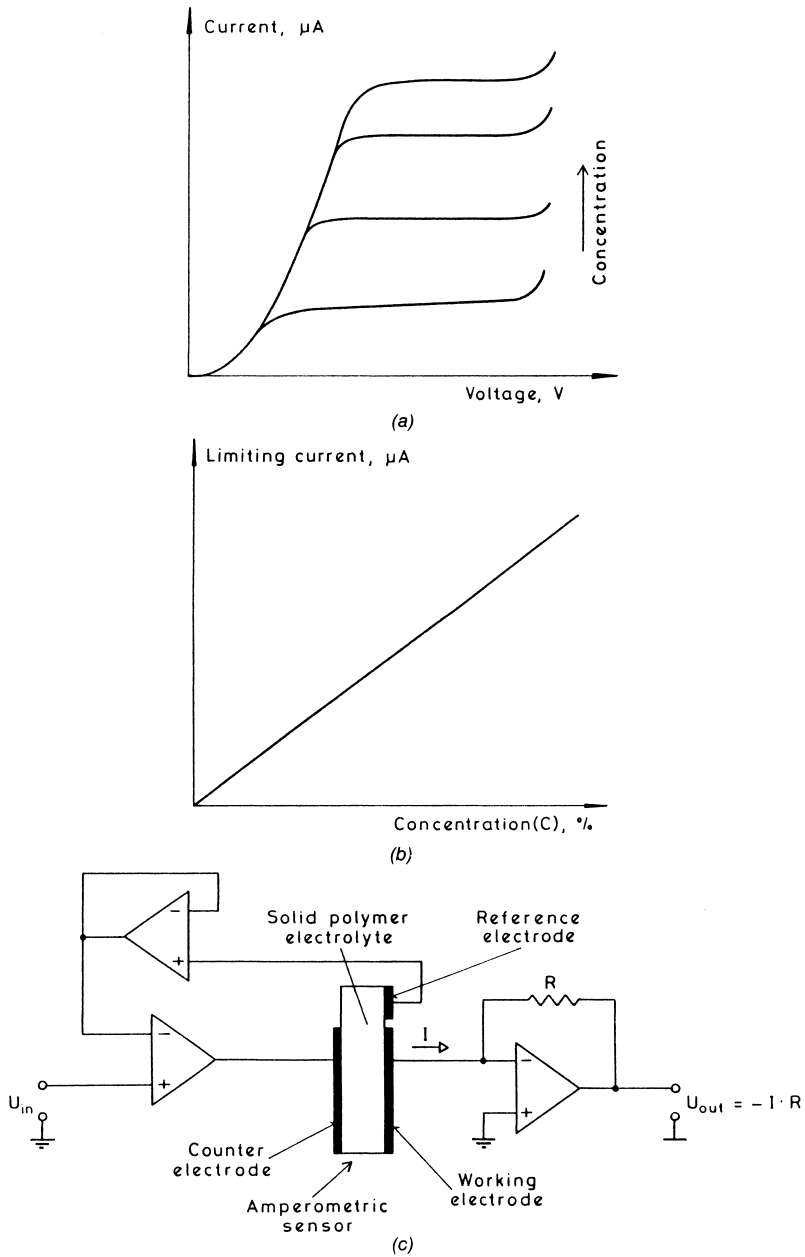 Current, μA
Concentration
Voltage, V
(a)
Limiting current, μA
Concentration(C), %
(b)
Solid polymer
electrolyte
Reference
electrode
-
+
R
I
-
+
-
+
U_in
U_out = - I · R
Counter
electrode
Working
electrode
Amperometric
sensor
(c)